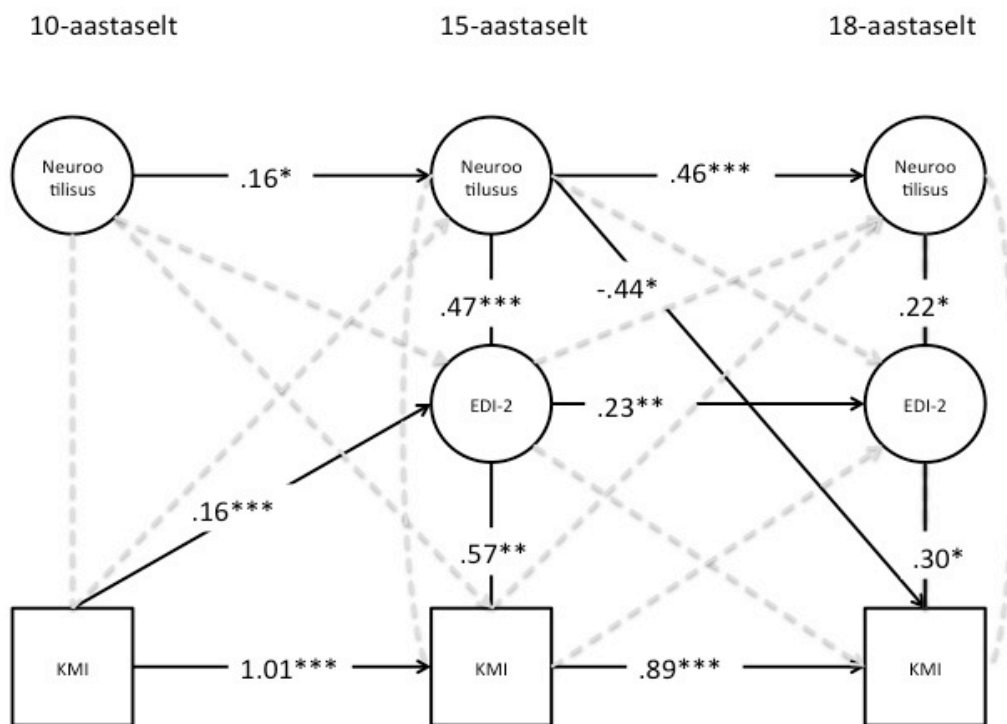 10-aastaselt
15-aastaselt
18-aastaselt
Neuroo
tilisus
.16*
Neuroo
tilusus
.46***
Neuroo
tilisus
.47***
-.44*
.22*
EDI-2
.23**
EDI-2
.16***
.57**
.30*
KMI
1.01***
KMI
.89***
KMI